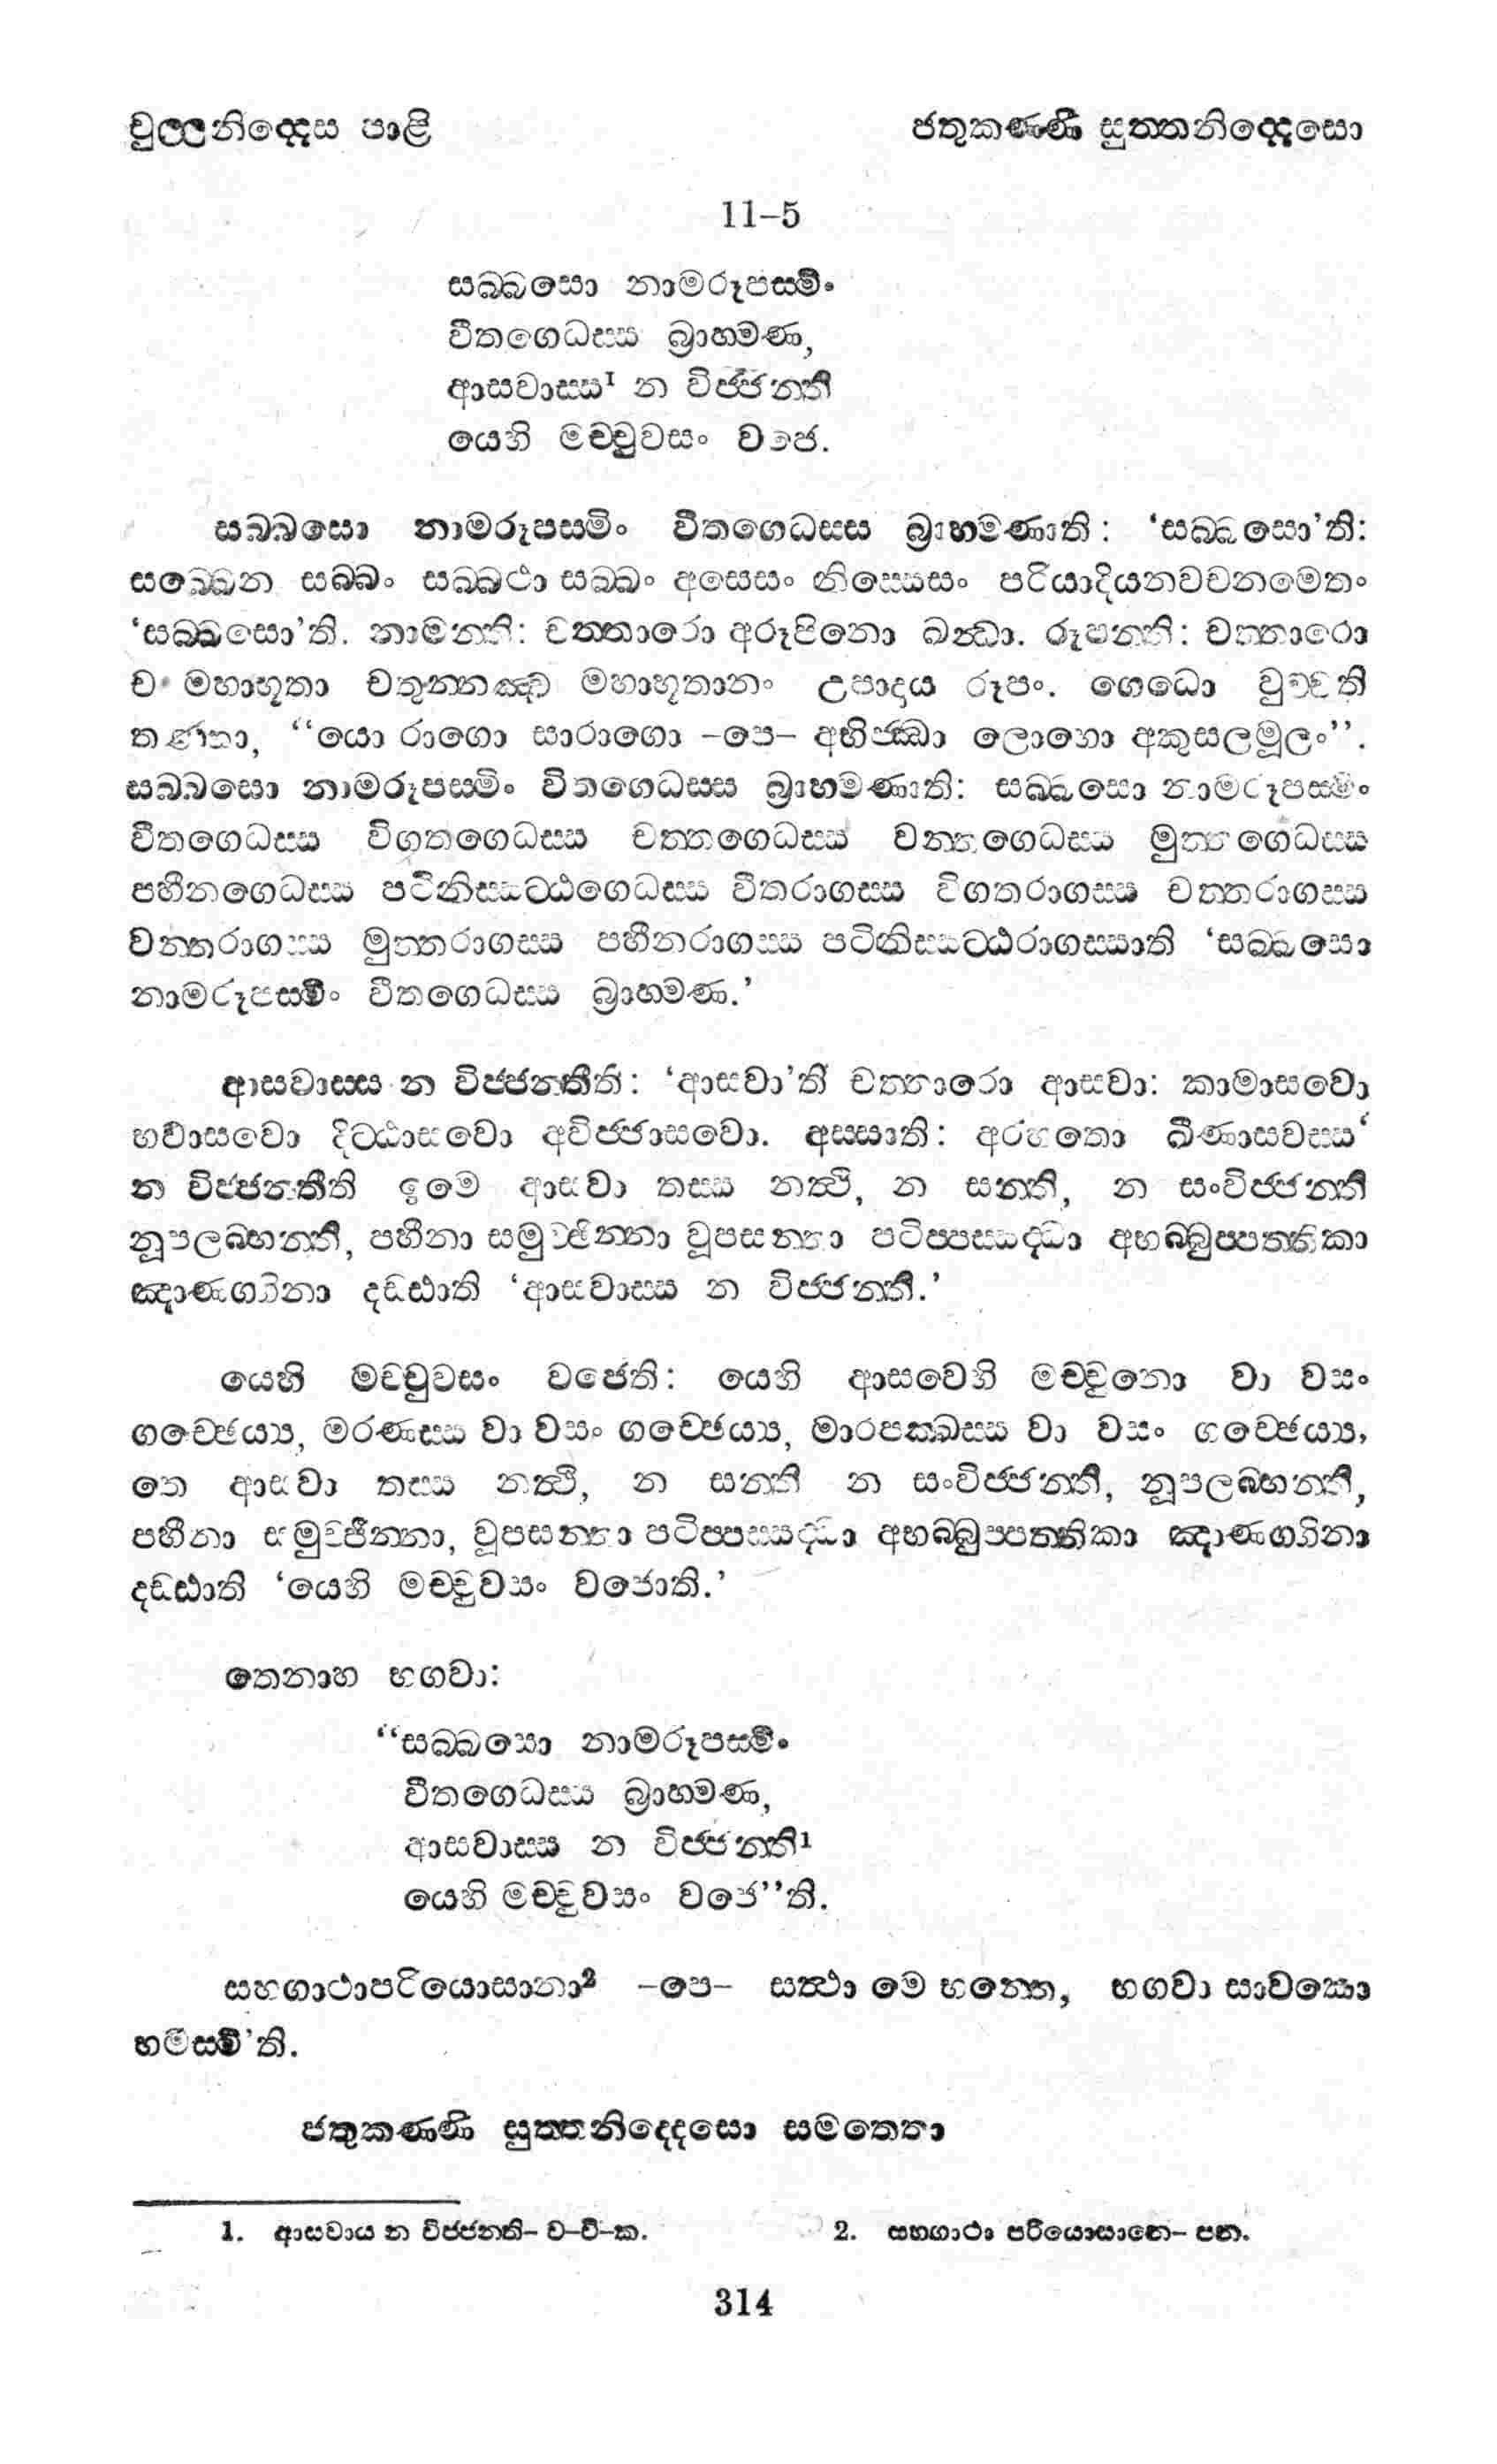 චුල්ලනිද්දෙස පාළි
ජතුකණ්ණි සුත්තනිද්දෙසො
11–5
සබ්බසො නාමරූපස්මිං
වීතගෙධස්ස බ්‍රාහ්මණ,
ආසවාස්ස¹ න විජ්ජන්ති
යෙහි මච්චුවසං වජෙ.
සබ්බසො නාමරූපස්මිං වීතගෙධස්ස බ්‍රාහ්මණාති: ‘සබ්බසො’ති:
සබ්බෙන සබ්බං සබ්බථා සබ්බං අසෙසං නිස්සෙසං පරියාදියනවචනමෙතං
‘සබ්බසො’ති. නාමන්ති: චත්තාරො අරූපිනො ඛන්ධා. රූපන්ති: චත්තාරො
ච මහාභූතා චතුන්නඤ්ච මහාභූතානං උපාදාය රූපං. ගෙධො වුච්චති
තණ්හා, “යො රාගො සාරාගො –පෙ– අභිජ්ඣා ලොභො අකුසලමූලං”.
සබ්බසො නාමරූපස්මිං විතගෙධස්ස බ්‍රාහ්මණාති: සබ්බසො නාමරූපස්මිං
වීතගෙධස්ස විගතගෙධස්ස චත්තගෙධස්ස වන්තගෙධස්ස මුත්තගෙධස්ස
පහීනගෙධස්ස පටිනිස්සට්ඨගෙධස්ස වීතරාගස්ස විගතරාගස්ස චත්තරාගස්ස
වන්තරාගස්ස මුත්තරාගස්ස පහීනරාගස්ස පටිනිස්සට්ඨරාගස්සාති ‘සබ්බසො
නාමරූපස්මිං වීතගෙධස්ස බ්‍රාහ්මණ.’
ආසවාස්ස න විජ්ජන්තීති: ‘ආසවා’ති චත්තාරො ආසවා: කාමාසවො
භවාසවො දිට්ඨාසවො අවිජ්ජාසවො. අස්සාති: අරහතො ඛීණාසවස්ස‘
න විජ්ජන්තීති ඉමෙ ආසවා තස්ස නත්ථි, න සන්ති, න සංවිජ්ජන්ති
නූපලබ්භන්ති, පහීනා සමුච්ඡින්නා වූපසන්තා පටිප්පස්සද්ධා අභබ්බුප්පත්තිකා
ඤාණග්ගිනා දඩ්ඪාති ‘ආසවාස්ස න විජ්ජන්ති.’
යෙහි මච්චුවසං වජෙති: යෙහි ආසවෙහි මච්චුනො වා වසං
ගච්ඡෙය්‍ය, මරණස්ස වා වසං ගච්ඡෙය්‍ය, මාරපක්ඛස්ස වා වසං ගච්ඡෙය්‍ය,
තෙ ආසවා තස්ස නත්ථි, න සන්ති න සංවිජ්ජන්ති, නූපලබ්භන්ති,
පහීනා සමුච්ඡින්නා, වූපසන්තා පටිප්පස්සද්ධා අභබ්බුප්පත්තිකා ඤාණග්ගිනා
දඩ්ඪාති ‘යෙහි මච්චුවසං වජොති.’
තෙනාහ භගවා:
“සබ්බසො නාමරූපස්මිං
වීතගෙධස්ස බ්‍රාහ්මණ,
ආසවාස්ස න විජ්ජන්ති¹
යෙහි මච්චුවසං වජෙ”ති.
සහගාථාපරියොසානා² –පෙ– සත්ථා මෙ භන්තෙ, භගවා සාවකො
හමස්මී’ති.
ජතුකණ්ණි සුත්තනිද්දෙසො සමත්තො
1. ආසවාය න විජ්ජන්ති– ව–වි–ක.
2. සහගාථා පරියොසානෙ– පන.
314